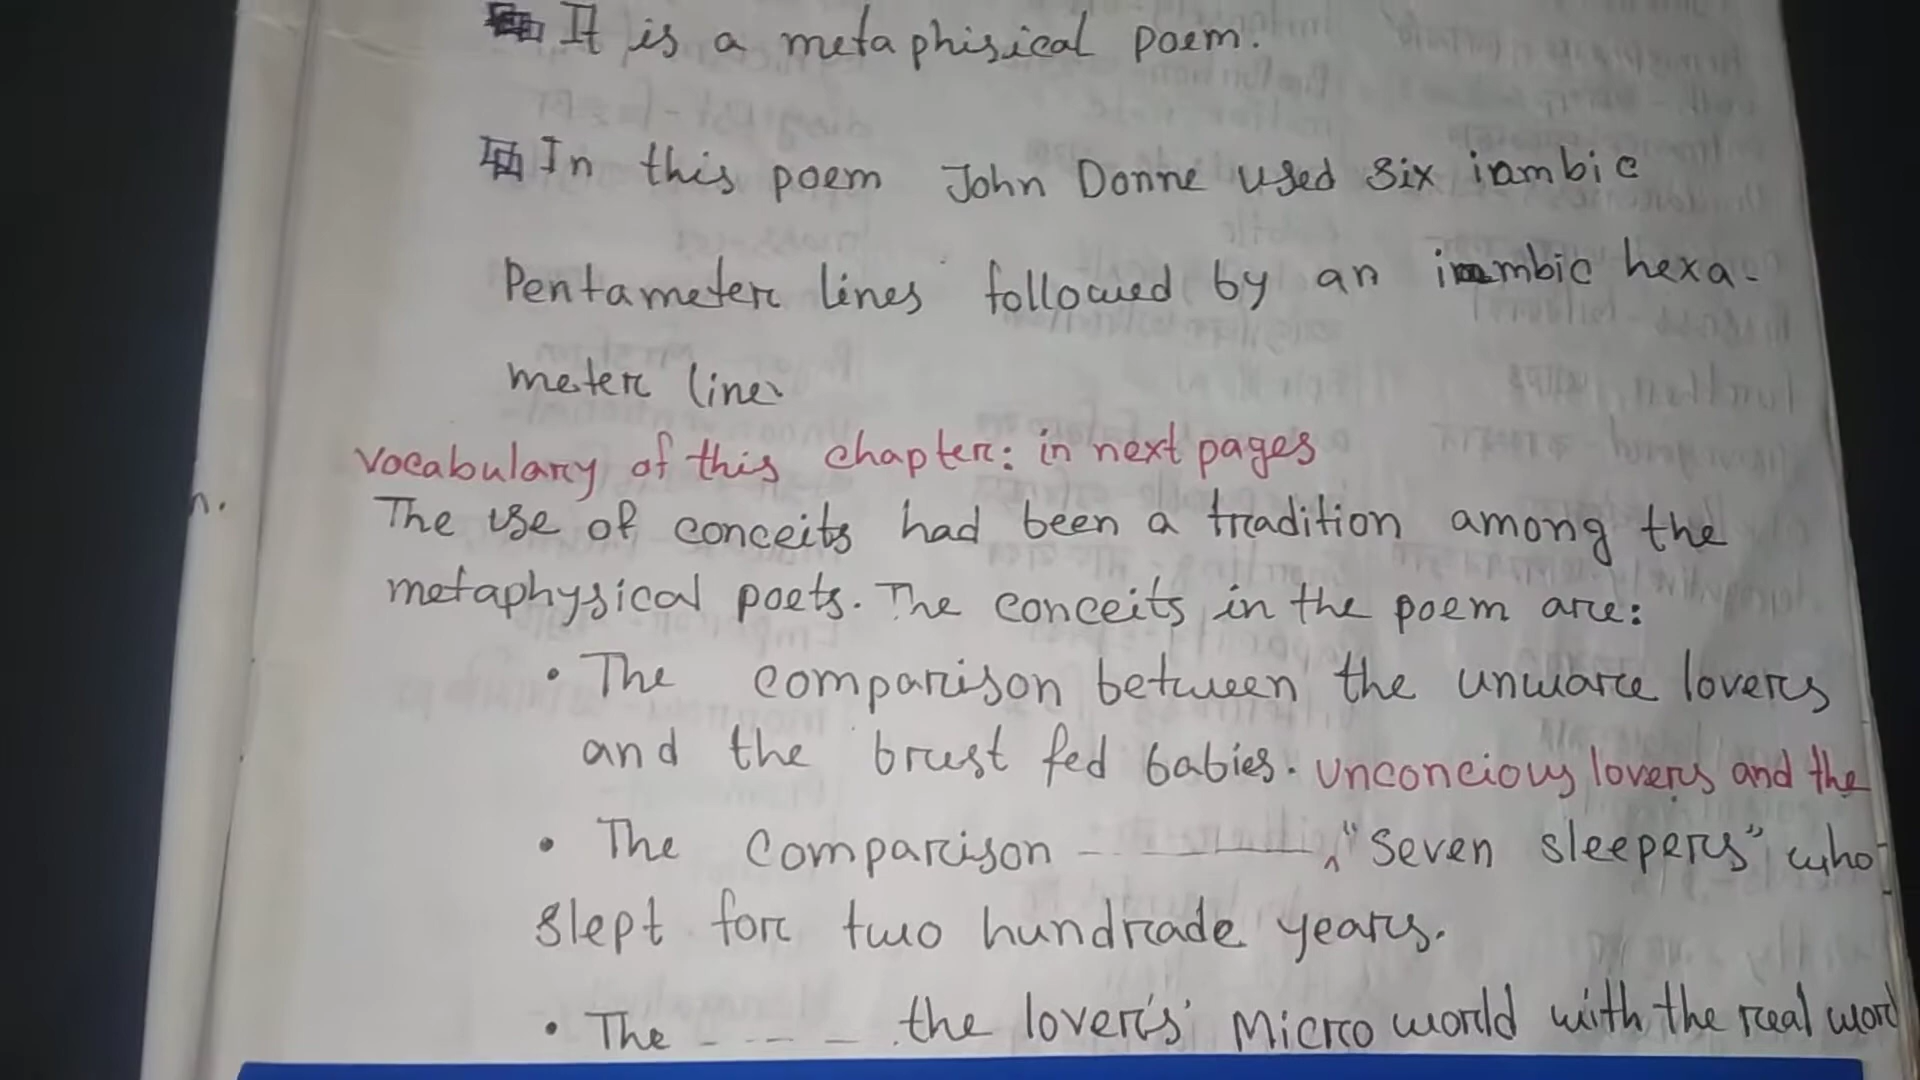 It is a metaphisical poem.
In this poem John Donne used six iambic
Pentameter lines followed by an iambic hexa-
meter line.
vocabulary of this chapter: in next pages
n.
The use of conceits had been a tradition among the
metaphysical poets. The conceits in the poem are:
• The comparison between the unware lovers
and the brest fed babies. unconcious lovers and the
• The comparison - - - - "seven sleepers" who
slept for two hundrade years.
• The - - - - the lover's micro world with the real word